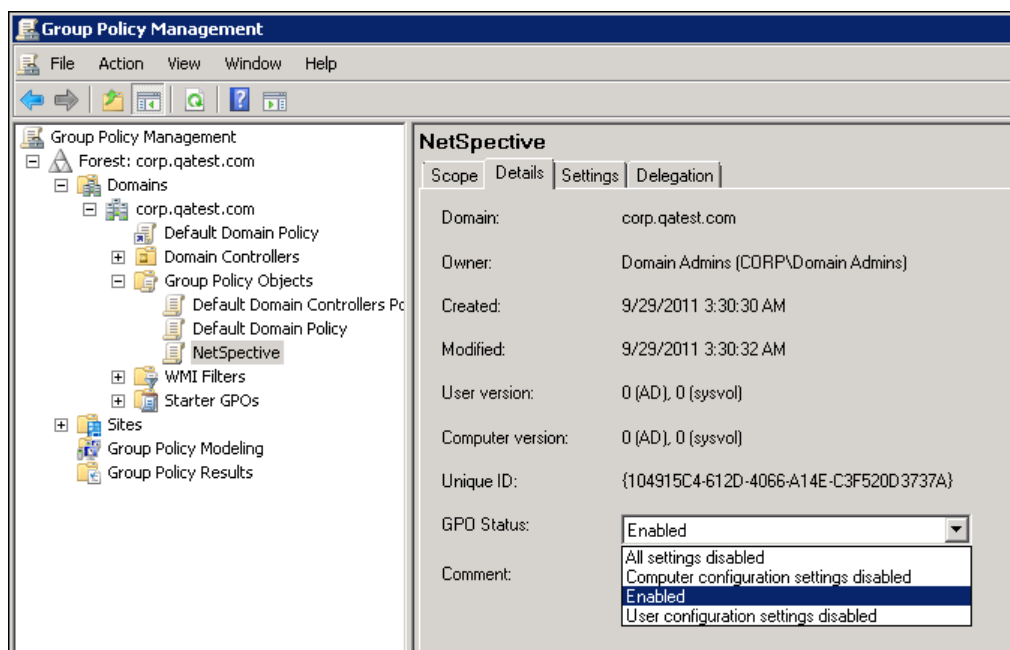 Group Policy Management
File Action View Window Help
Group Policy Management
Forest: corp.qatest.com
Domains
corp.qatest.com
Default Domain Policy
Domain Controllers
Group Policy Objects
Default Domain Controllers Po
Default Domain Policy
NetSpective
WMI Filters
Starter GPOs
Sites
Group Policy Modeling
Group Policy Results
NetSpective
Scope Details Settings Delegation
Domain: corp.qatest.com
Owner: Domain Admins (CORP\Domain Admins)
Created: 9/29/2011 3:30:30 AM
Modified: 9/29/2011 3:30:32 AM
User version: 0 (AD), 0 (sysvol)
Computer version: 0 (AD), 0 (sysvol)
Unique ID: {104915C4-612D-4066-A14E-C3F520D3737A}
GPO Status: Enabled
All settings disabled
Comment: Computer configuration settings disabled
Enabled
User configuration settings disabled